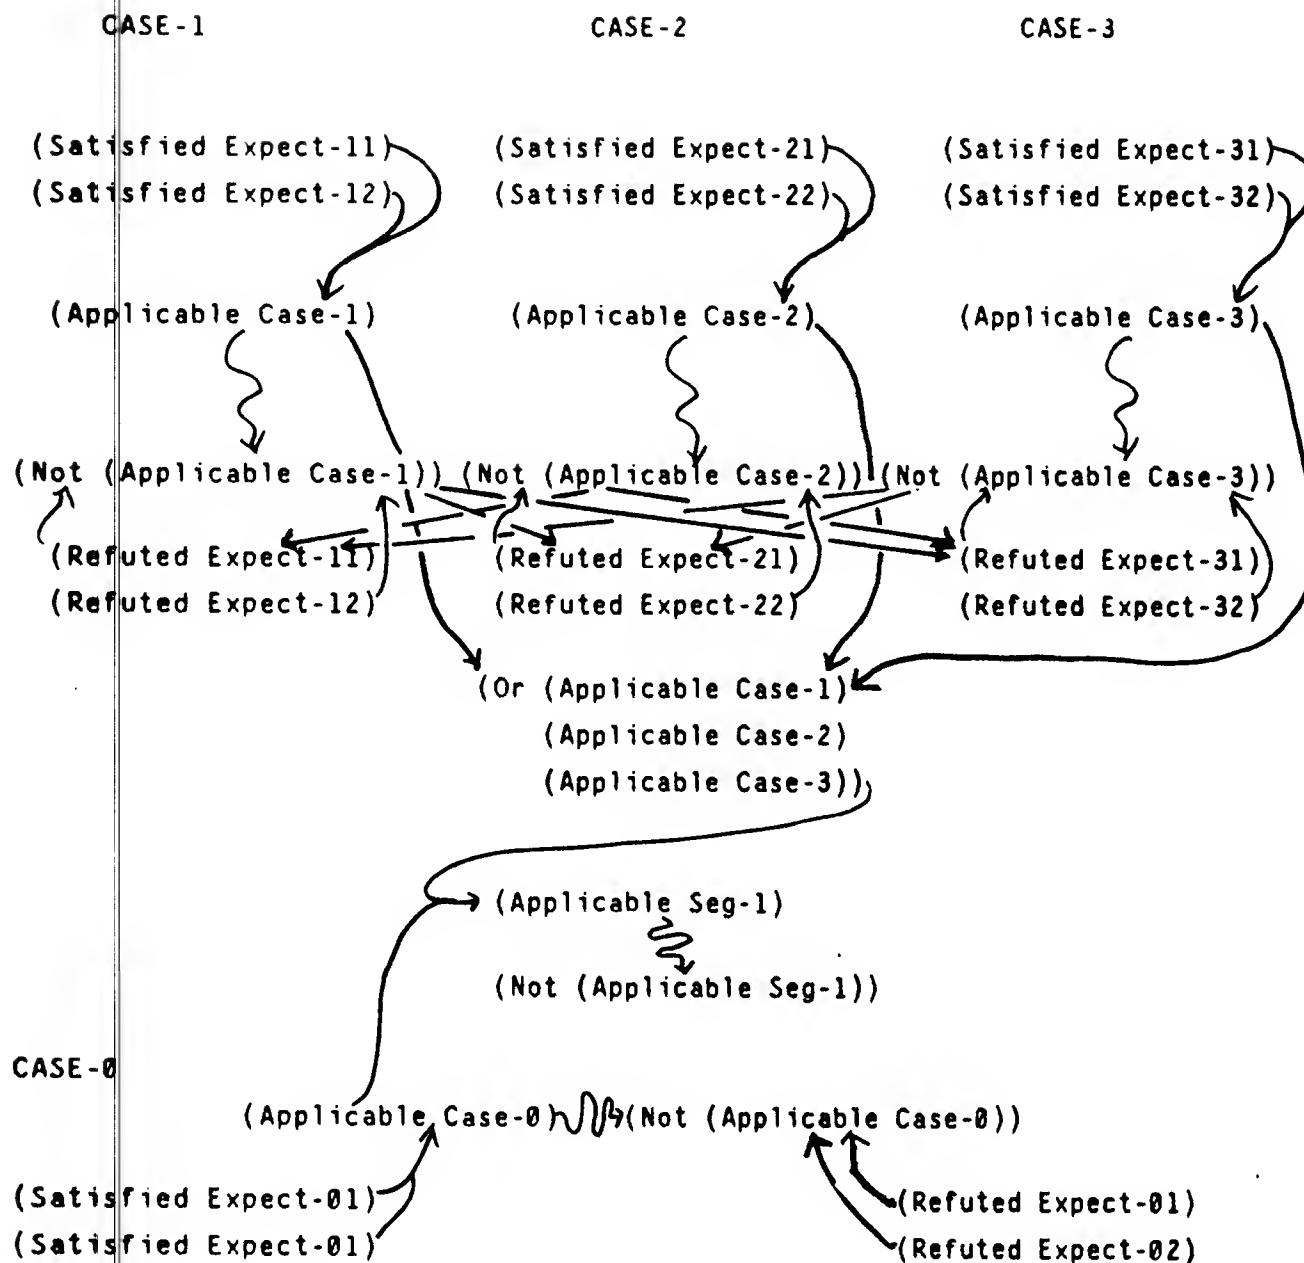 CASE-1 CASE-2 CASE-3
(Satisfied Expect-11) (Satisfied Expect-21) (Satisfied Expect-31)
(Satisfied Expect-12) (Satisfied Expect-22) (Satisfied Expect-32)
(Applicable Case-1) (Applicable Case-2) (Applicable Case-3)
(Not (Applicable Case-1)) (Not (Applicable Case-2)) (Not (Applicable Case-3))
(Refuted Expect-11) (Refuted Expect-21) (Refuted Expect-31)
(Refuted Expect-12) (Refuted Expect-22) (Refuted Expect-32)
(Or (Applicable Case-1)
(Applicable Case-2)
(Applicable Case-3))
(Applicable Seg-1)
(Not (Applicable Seg-1))
CASE-0
(Applicable Case-0) (Not (Applicable Case-0))
(Satisfied Expect-01) (Refuted Expect-01)
(Satisfied Expect-01) (Refuted Expect-02)